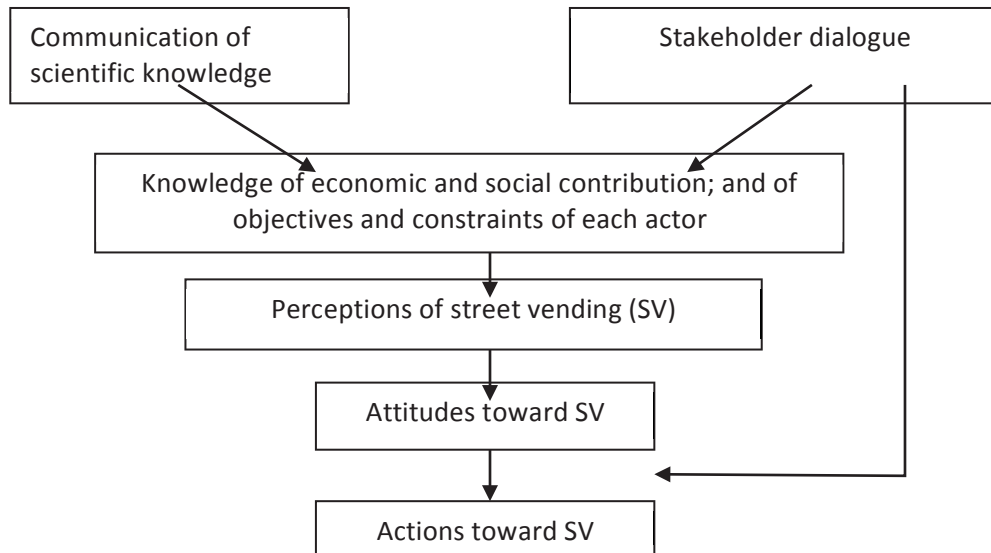 Communication of
scientific knowledge
Stakeholder dialogue
Knowledge of economic and social contribution; and of
objectives and constraints of each actor
Perceptions of street vending (SV)
Attitudes toward SV
Actions toward SV